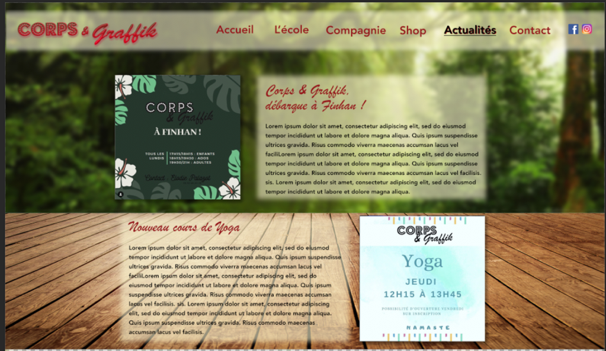 CORPS & Graffik
Accueil L'école Compagnie Shop Actualités Contact
CORPS
& Graffik
À FINHAN !
TOUS LES
LUNDIS
Corps & Graffik,
débarque à Finhan !
Lorem ipsum dolor sit amet, consectetur adipiscing elit, sed do eiusmod
tempor incididunt ut labore et dolore magna aliqua. Quis ipsum suspendisse
ultrices gravida. Risus commodo viverra maecenas accumsan lacus vel
facilLorem ipsum dolor sit amet, consectetur adipiscing elit, sed do eiusmod
tempor incididunt ut labore et dolore magna aliqua. Quis ipsum suspendisse
ultrices gravida. Risus commodo viverra maecenas accumsan lacus vel facilisis.
sis. Lorem ipsum dolor sit amet, consectetur adipiscing elit, sed do eiusmod
tempor incididunt ut labore et dolore magna aliqua.
Nouveau cours de Yoga
Lorem ipsum dolor sit amet, consectetur adipiscing elit, sed do eiusmod
tempor incididunt ut labore et dolore magna aliqua. Quis ipsum suspendisse
ultrices gravida. Risus commodo viverra maecenas accumsan lacus vel
facilisiLorem ipsum dolor sit amet, consectetur adipiscing elit, sed do
eiusmod tempor incididunt ut labore et dolore magna aliqua. Quis ipsum
suspendisse ultrices gravida. Risus commodo viverra maecenas accumsan
lacus vel facilisis. sis. Lorem ipsum dolor sit amet, consectetur
adipiscing elit, sed do eiusmod tempor incididunt ut labore et dolore magna aliqua.
Quis ipsum suspendisse ultrices gravida. Risus commodo viverra maecenas
accumsan lacus vel facilisis.
CORPS
& Graffik
Yoga
JEUDI
12H15 À 13H45
POSSIBILITÉ D'OUVERTURE
SUR INSCRIPTION
NAMASTE